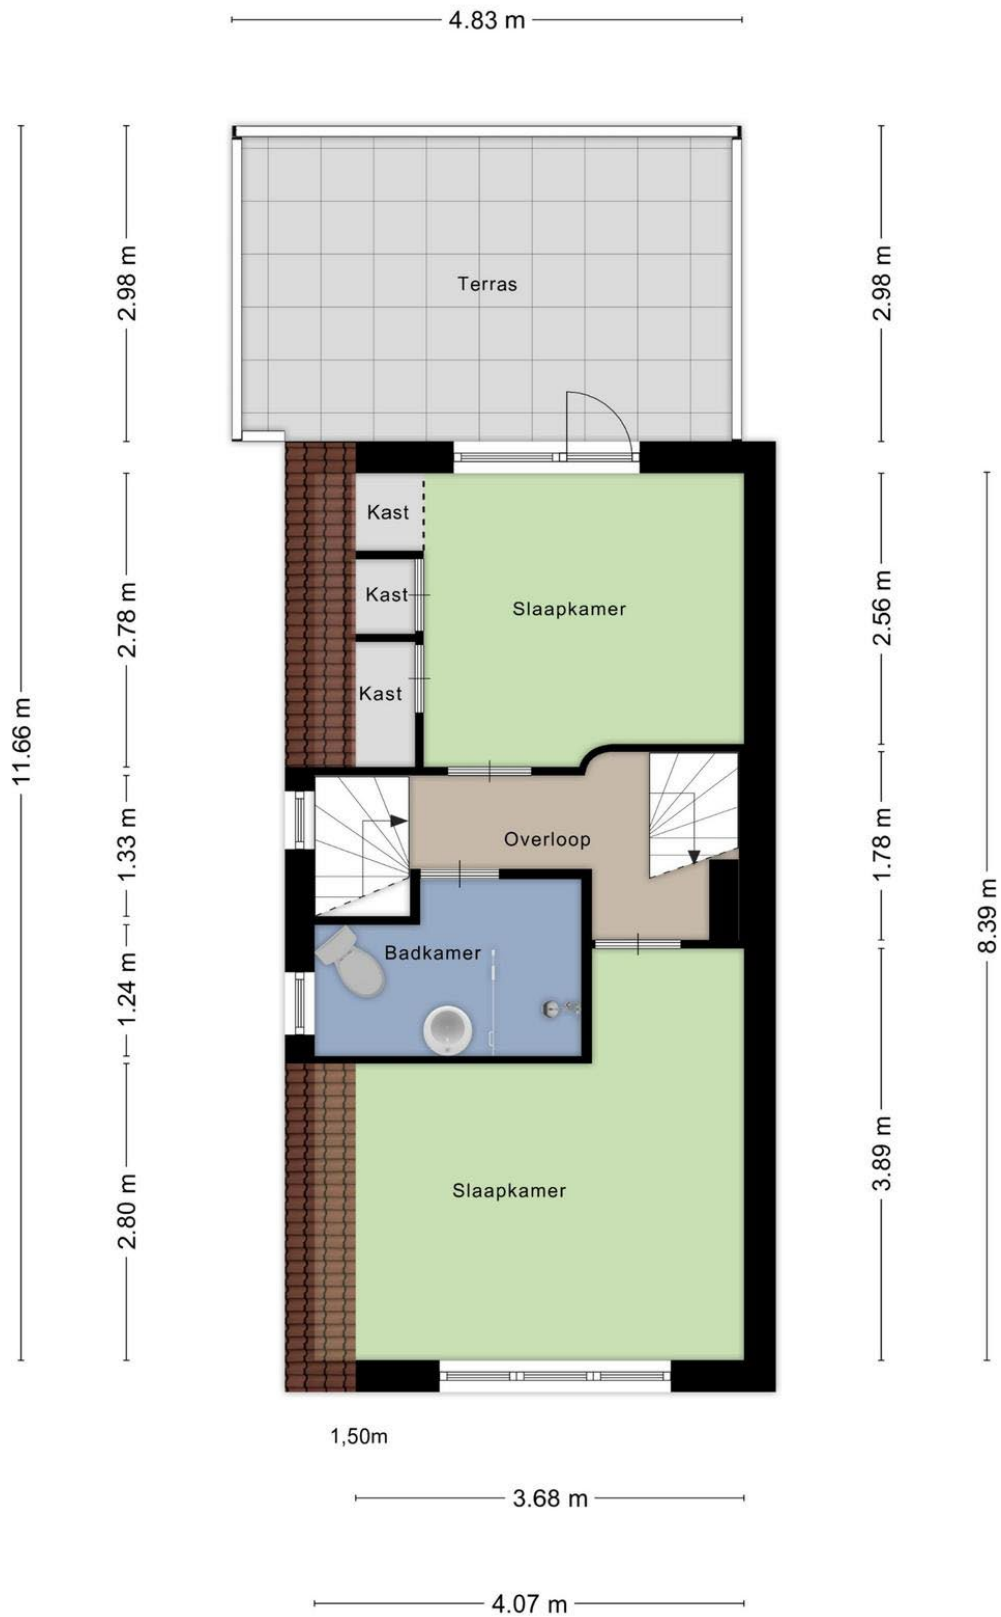 4.83 m
2.98 m
2.98 m
Terras
Kast
Kast
Kast
Slaapkamer
2.78 m
2.56 m
11.66 m
1.33 m
Overloop
1.78 m
8.39 m
Badkamer
1.24 m
2.80 m
3.89 m
Slaapkamer
1,50m
3.68 m
4.07 m